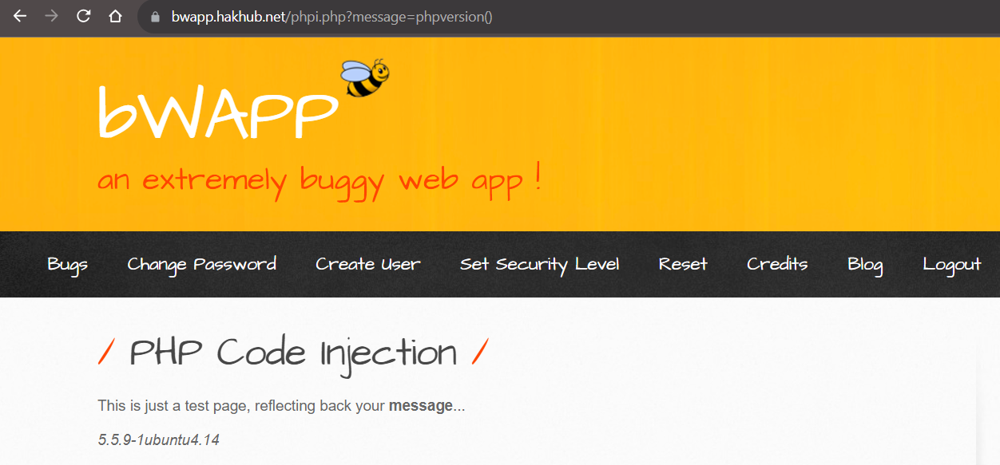 bwapp.hakhub.net/phpi.php?message=phpversion()
bWAPP
an extremely buggy web app !
Bugs Change Password Create User Set Security Level Reset Credits Blog Logout
/ PHP Code Injection /
This is just a test page, reflecting back your message...
5.5.9-1ubuntu4.14